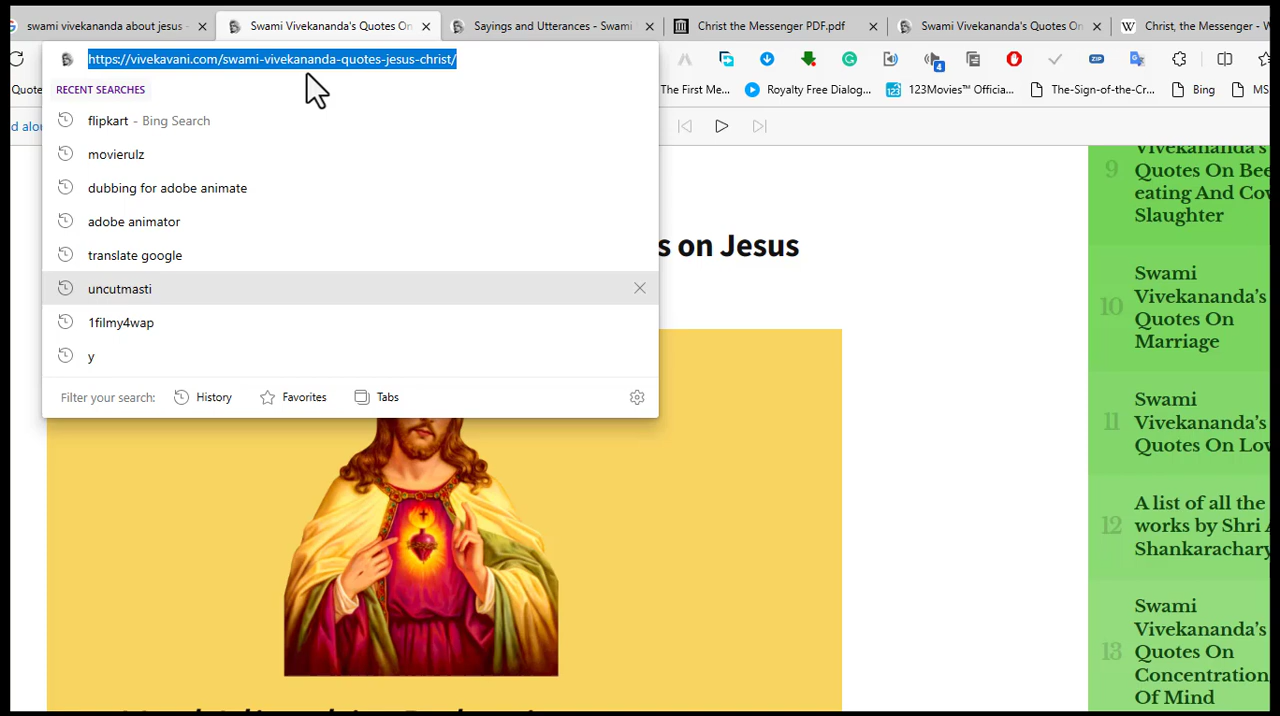 swami vivekananda about jesus
Swami Vivekananda's Quotes On
Sayings and Utterances - Swami
Christ the Messenger PDF.pdf
Swami Vivekananda's Quotes On
Christ, the Messenger - W
https://vivekavani.com/swami-vivekananda-quotes-jesus-christ/
4
ZIP
Quote
RECENT SEARCHES
The First Me...
Royalty Free Dialog...
123
123Movies™ Officia...
The-Sign-of-the-Cr...
Bing
MS
flipkart - Bing Search
movierulz
dubbing for adobe animate
adobe animator
translate google
uncutmasti
1filmy4wap
y
Filter your search:
History
Favorites
Tabs
d alou
s on Jesus
9
Vivekananda's
Quotes On Bee
eating And Cow
Slaughter
10
Swami
Vivekananda's
Quotes On
Marriage
11
Swami
Vivekananda's
Quotes On Lov
12
A list of all the
works by Shri A
Shankarachary
13
Swami
Vivekananda's
Quotes On
Concentration
Of Mind